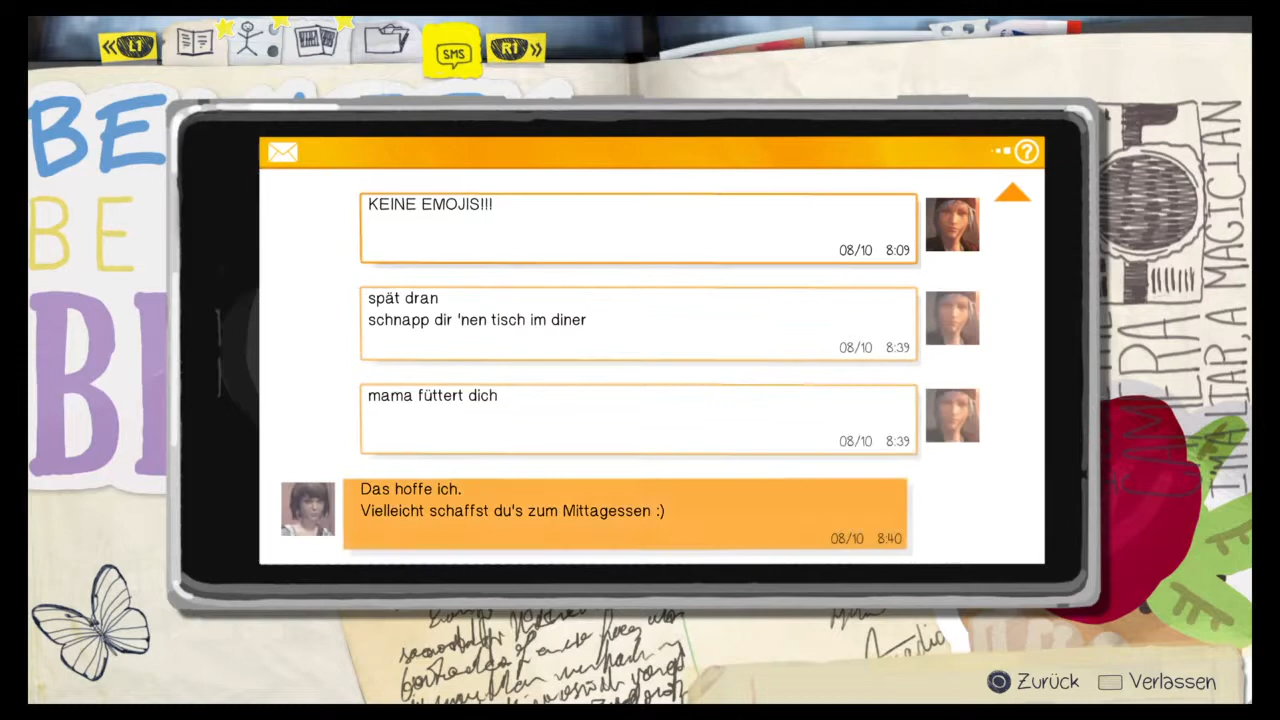 L1
SMS
R1
KEINE EMOJIS!!!
08/10 8:09
spät dran
schnapp dir 'nen tisch im diner
08/10 8:39
mama füttert dich
08/10 8:39
Das hoffe ich.
Vielleicht schaffst du's zum Mittagessen :)
08/10 8:40
BE
BE
CAMERA
LIAR, A MAGICIAN
Zurück
Verlassen